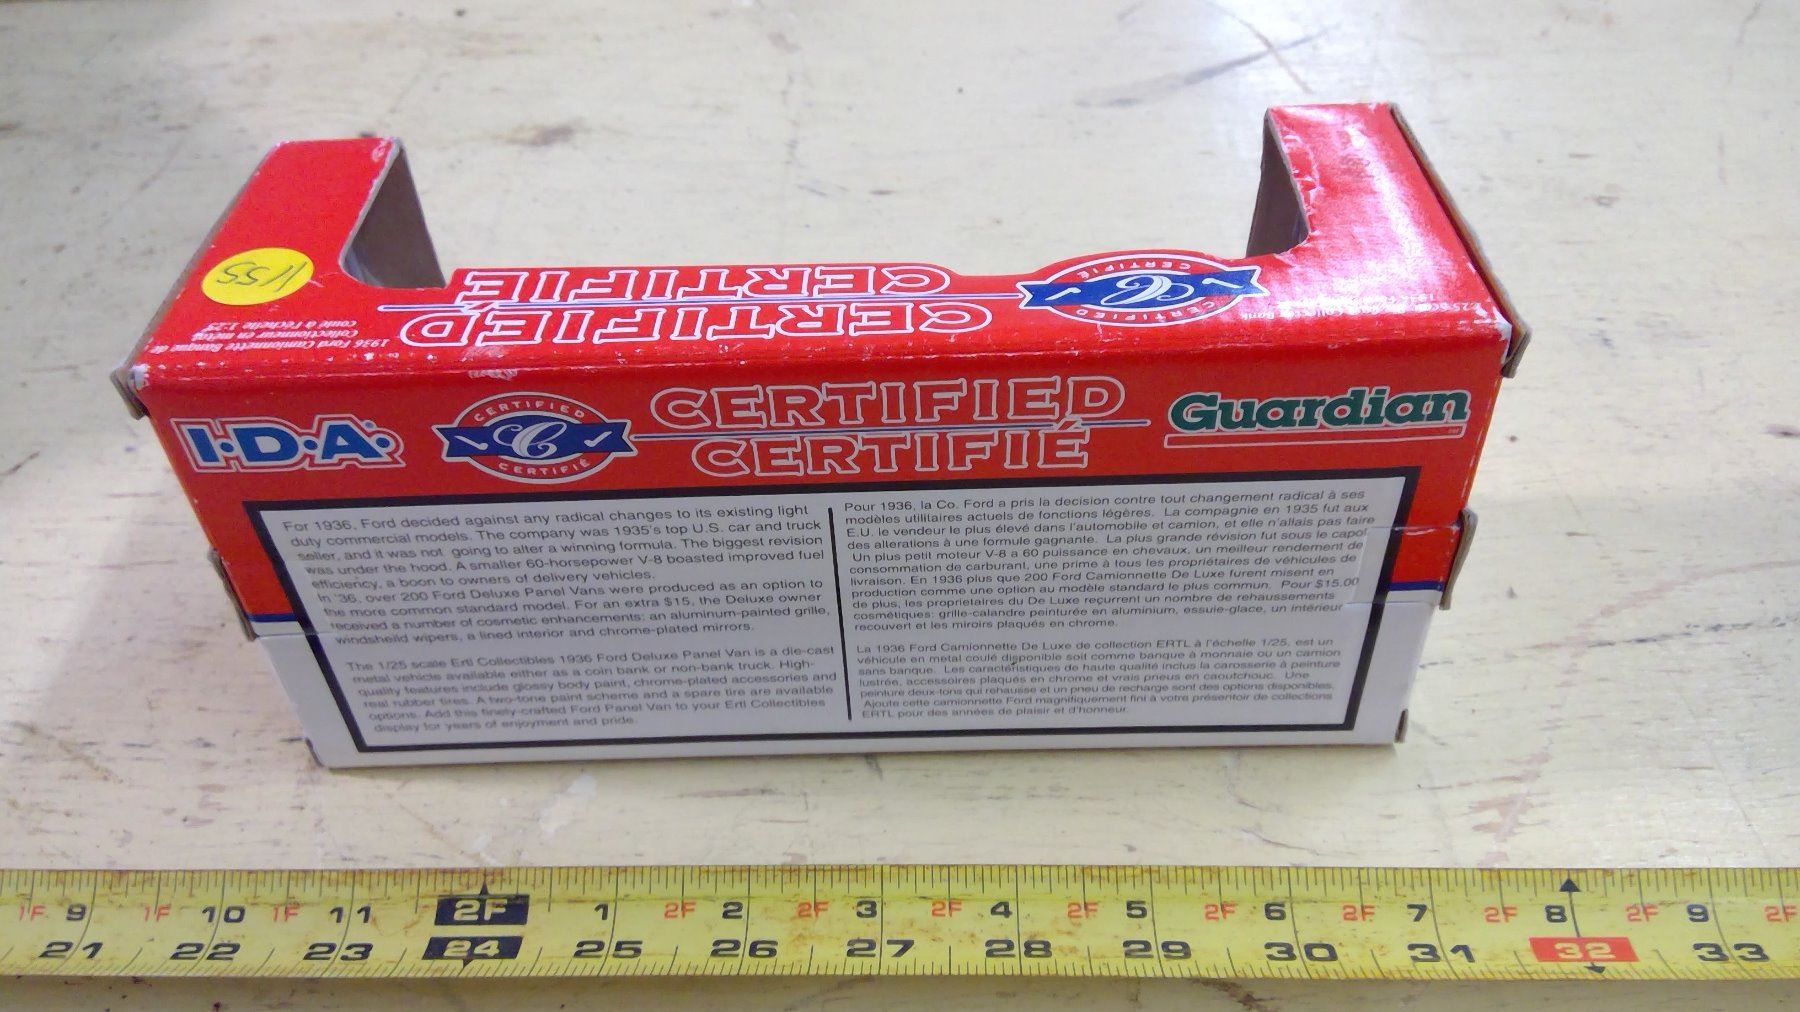 11/55
CERTIFIED
CERTIFIÉ
CERTIFIED
CERTIFIÉ
1936 Ford Camionnette Banque de
Collectionneur en métal
coulé à l'échelle 1:25
I·D·A·
CERTIFIED
CERTIFIÉ
CERTIFIED
CERTIFIÉ
Guardian
For 1936, Ford decided against any radical changes to its existing light
duty commercial models. The company was 1935's top U.S. car and truck
seller, and it was not going to alter a winning formula. The biggest revision
was under the hood. A smaller 60-horsepower V-8 boasted improved fuel
efficiency, a boon to owners of delivery vehicles.
In '36, over 200 Ford Deluxe Panel Vans were produced as an option to
the more common standard model. For an extra $15, the Deluxe owner
received a number of cosmetic enhancements: an aluminum-painted grille,
windsheild wipers, a lined interior and chrome-plated mirrors.
The 1/25 scale Ertl Collectibles 1936 Ford Deluxe Panel Van is a die-cast
metal vehicle available either as a coin bank or non-bank truck. High-
quality features include glossy body paint, chrome-plated accessories and
real rubber tires. A two-tone paint scheme and a spare tire are available
options. Add this finely-crafted Ford Panel Van to your Ertl Collectibles
display for years of enjoyment and pride.
Pour 1936, la Co. Ford a pris la decision contre tout changement radical à ses
modèles utilitaires actuels de fonctions légères. La compagnie en 1935 fut aux
E.U. le vendeur le plus élevé dans l'automobile et camion, et elle n'allais pas faire
des alterations à une formule gagnante. La plus grande révision fut sous le capot
Un plus petit moteur V-8 a 60 puissance en chevaux, un meilleur rendement de
consommation de carburant, une prime à tous les propriétaires de véhicules de
livraison. En 1936 plus que 200 Ford Camionnette De Luxe furent misent en
production comme une option au modèle standard le plus commun. Pour $15,00
de plus, les proprietaires du De Luxe reçurrent un nombre de rehaussements
cosmétiques: grille-calandre peinturée en aluminium, essuie-glace, un intérieur
recouvert et les miroirs plaqués en chrome.
La 1936 Ford Camionnette De Luxe de collection ERTL à l'échelle 1/25, est un
véhicule en metal coulé disponible soit comme banque à monnaie ou un camion
sans banque. Les caractéristiques de haute qualité inclus la carosserie à peinture
lustrée, accessoires plaqués en chrome et vrais pneus en caoutchouc. Une
peinture deux-tons qui rehausse et un pneu de recharge sont des options disponibles.
Ajoute cette camionnette Ford magnifiquement fini à votre présentoir de collections
ERTL pour des années de plaisir et d'honneur.
1F 9 1F 10 1F 11 2F 1 2F 2 2F 3 2F 4 2F 5 2F 6 2F 7 2F 8 2F 9 2F
21 22 23 24 25 26 27 28 29 30 31 32 33